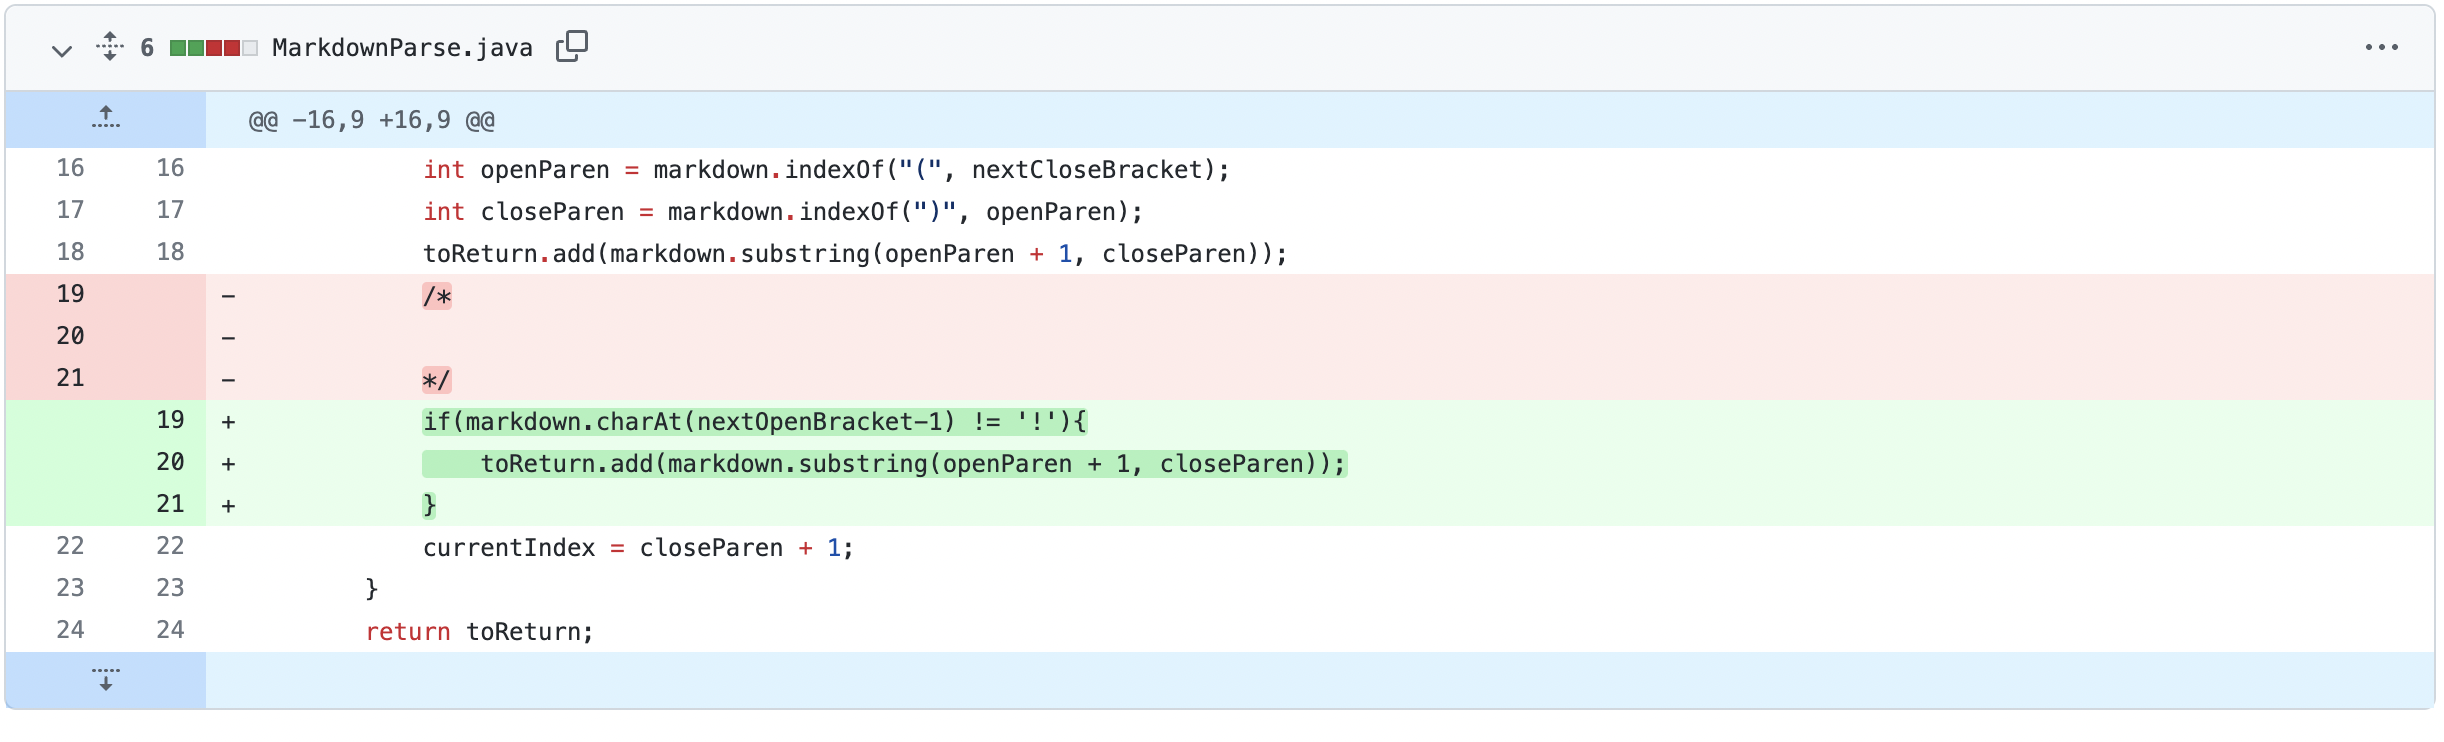 6 MarkdownParse.java
@@ -16,9 +16,9 @@
16 16 int openParen = markdown.indexOf("(", nextCloseBracket);
17 17 int closeParen = markdown.indexOf(")", openParen);
18 18 toReturn.add(markdown.substring(openParen + 1, closeParen));
19 - /*
20 -
21 - */
19 + if(markdown.charAt(nextOpenBracket-1) != '!'){
20 + toReturn.add(markdown.substring(openParen + 1, closeParen));
21 + }
22 22 currentIndex = closeParen + 1;
23 23 }
24 24 return toReturn;